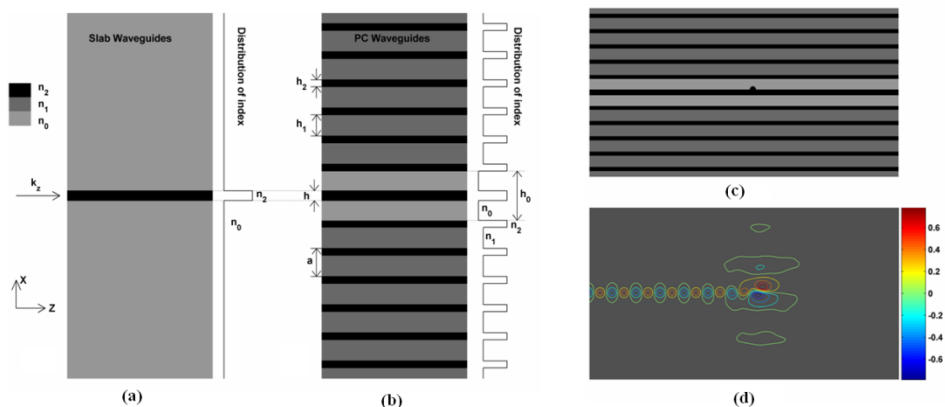 Slab Waveguides
Distribution of index
n2
n1
n0
kz
n2
n0
X
Z
(a)
PC Waveguides
Distribution of index
h2
h1
h
h0
n0
n2
n1
a
(b)
(c)
0.6
0.4
0.2
0
-0.2
-0.4
-0.6
(d)